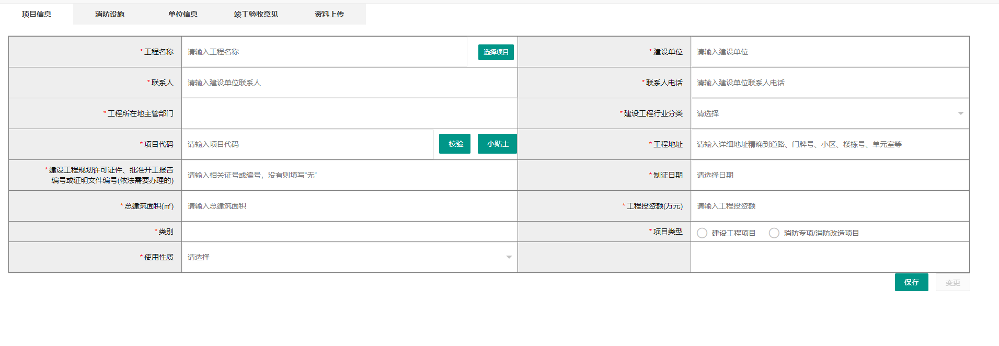 项目信息 消防设施 单位信息 竣工验收意见 资料上传
*工程名称 请输入工程名称 选择项目 *建设单位 请输入建设单位
*联系人 请输入建设单位联系人 *联系人电话 请输入建设单位联系人电话
*工程所在地主管部门 *建设工程行业分类 请选择
*项目代码 请输入项目代码 校验 小贴士 *工程地址 请输入详细地址精确到道路、门牌号、小区、楼栋号、单元室等
*建设工程规划许可证件、批准开工报告
编号或证明文件编号(依法需要办理的) 请输入相关证号或编号，没有则填写“无” *制证日期 请选择日期
*总建筑面积(㎡) 请输入总建筑面积 *工程投资额(万元) 请输入工程投资额
*类别 *项目类型 建设工程项目 消防专项/消防改造项目
*使用性质 请选择
保存 变更